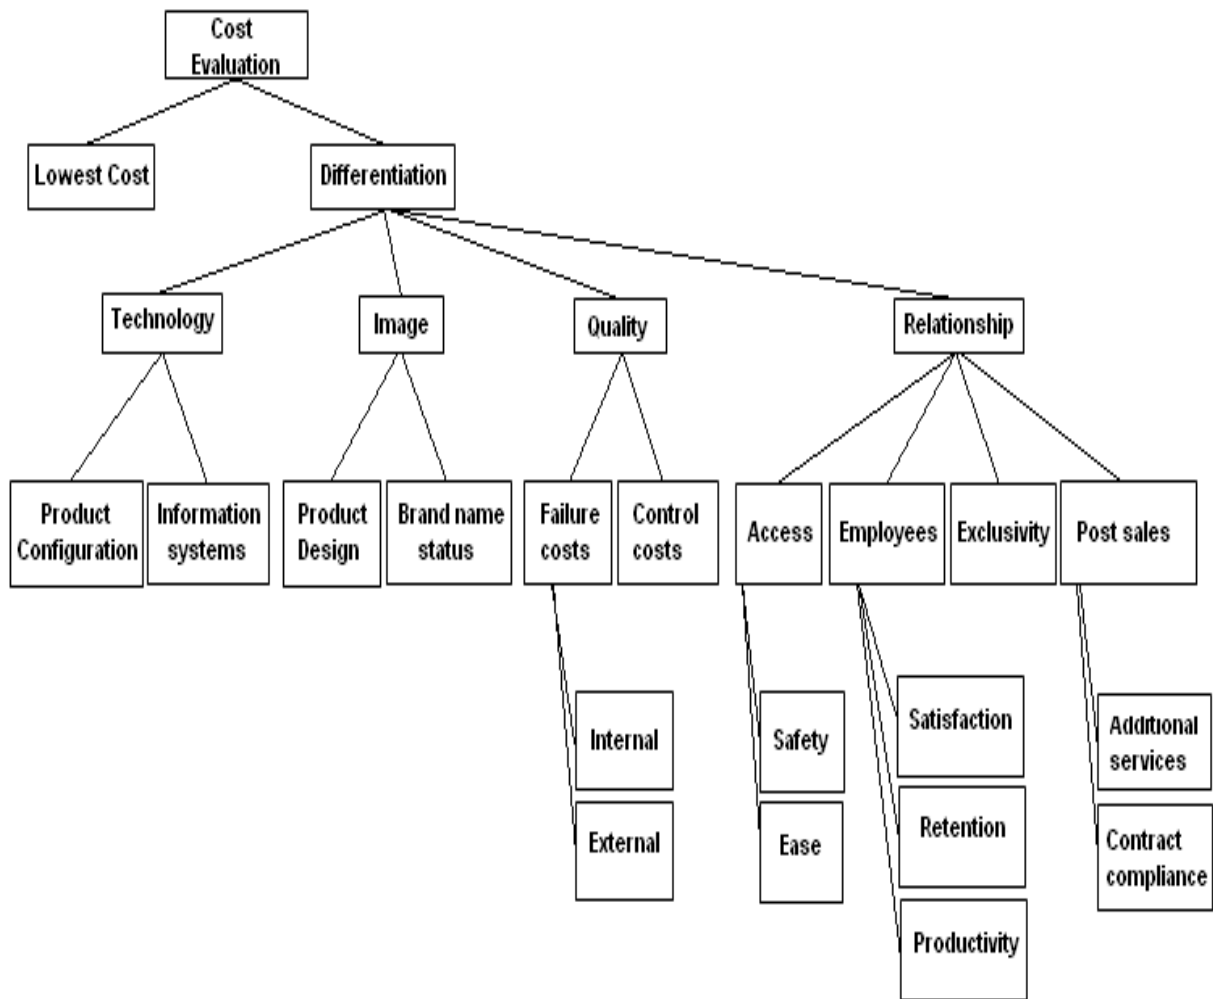 Cost
Evaluation
Lowest Cost
Differentiation
Technology
Image
Quality
Relationship
Product
Configuration
Information
systems
Product
Design
Brand name
status
Failure
costs
Control
costs
Access
Employees
Exclusivity
Post sales
Internal
External
Safety
Ease
Satisfaction
Retention
Productivity
Additional
services
Contract
compliance